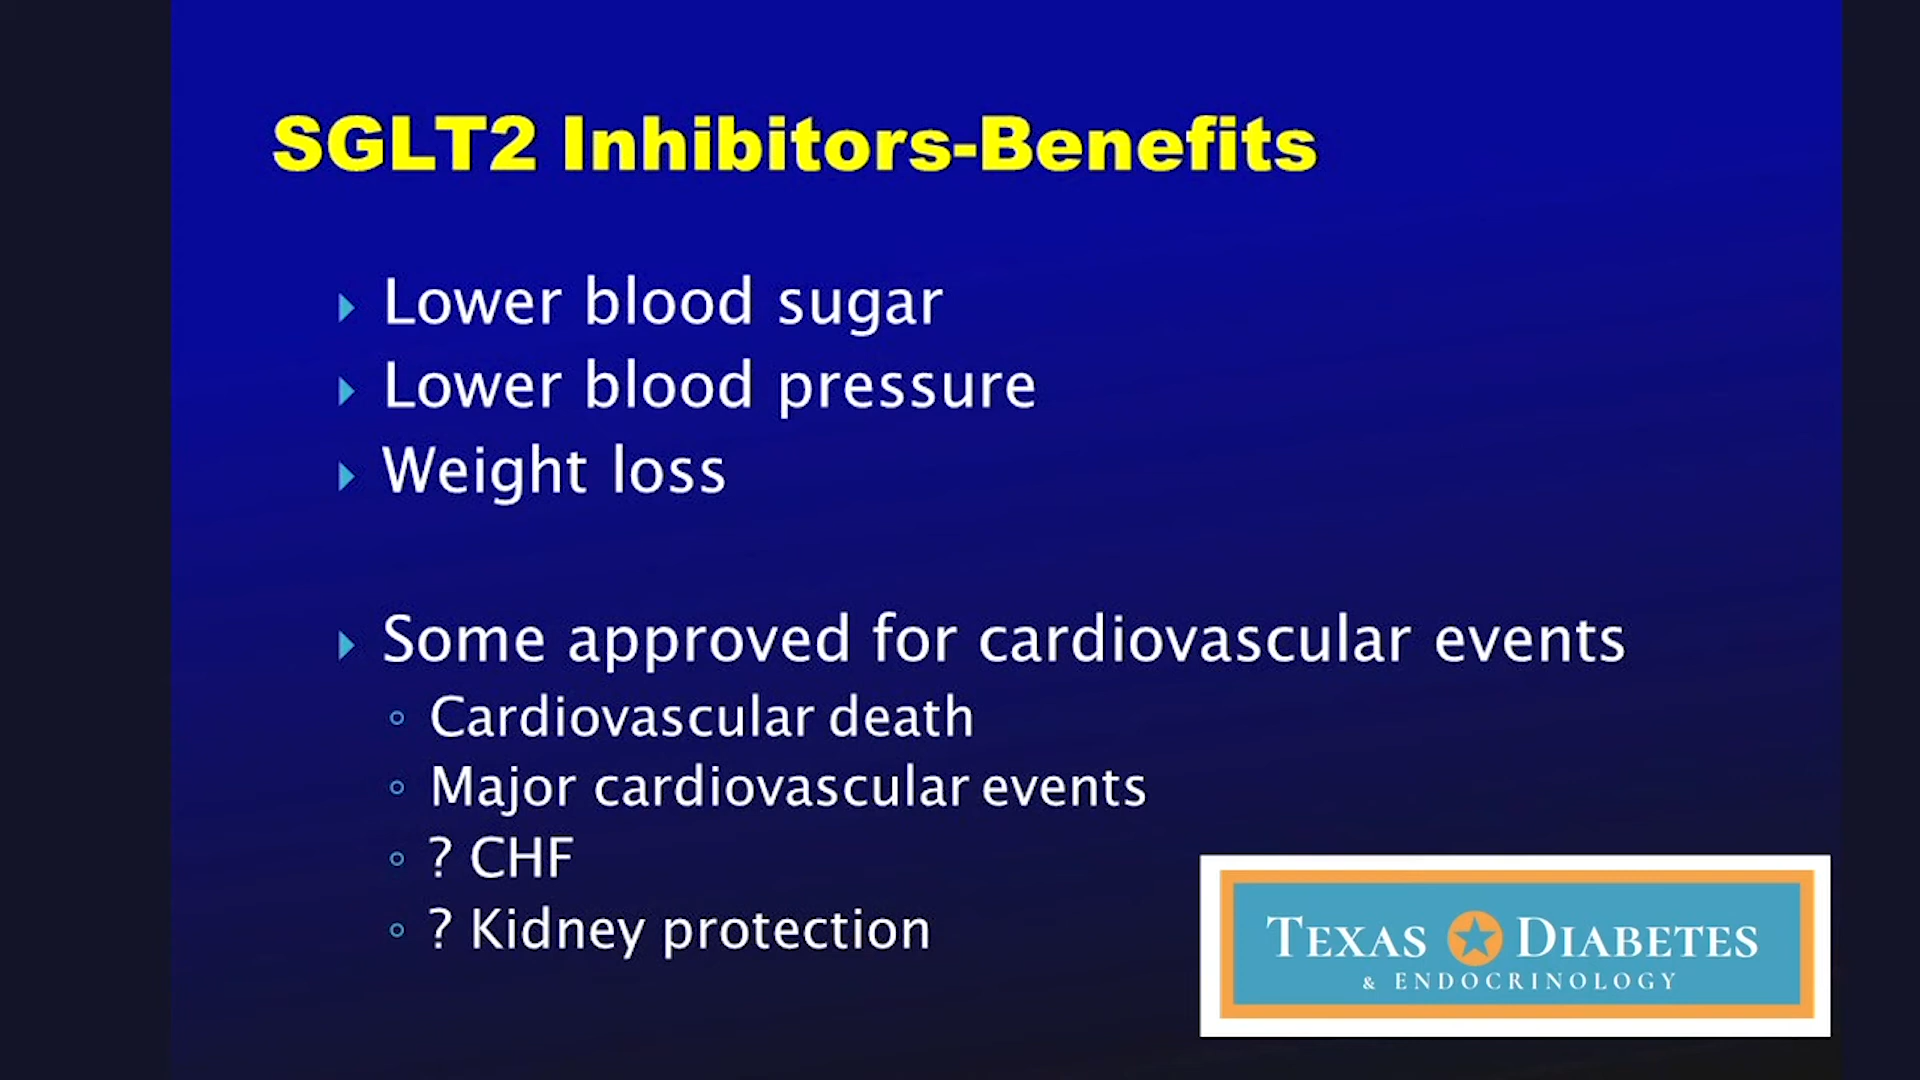 SGLT2 Inhibitors-Benefits
Lower blood sugar
Lower blood pressure
Weight loss
Some approved for cardiovascular events
Cardiovascular death
Major cardiovascular events
? CHF
? Kidney protection
TEXAS DIABETES
& ENDOCRINOLOGY